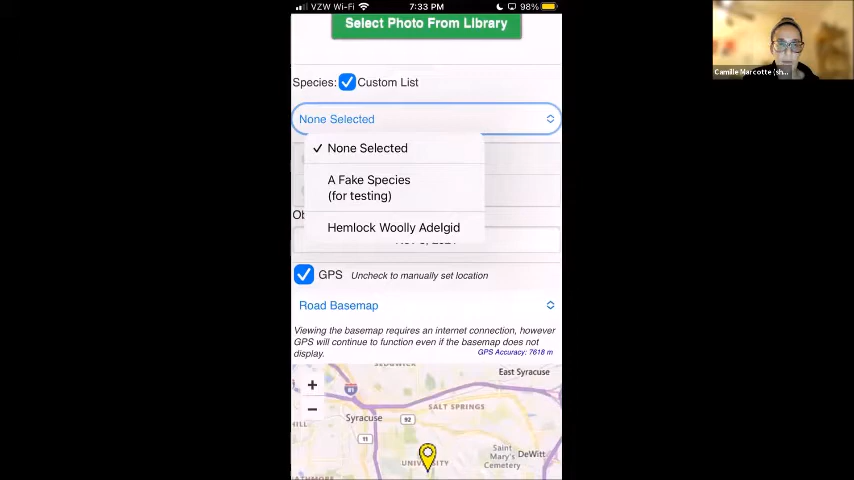 VZW Wi-Fi 7:33 PM 98%
Select Photo From Library
Camille Marcotte (sh...
Species: Custom List
None Selected
None Selected
A Fake Species
(for testing)
Hemlock Woolly Adelgid
GPS Uncheck to manually set location
Road Basemap
Viewing the basemap requires an internet connection, however
GPS will continue to function even if the basemap does not
display.
GPS Accuracy: 7618 m
East Syracuse
+
SALT SPRINGS
Syracuse
92
−
11
Saint
Mary's
Cemetery
DeWitt